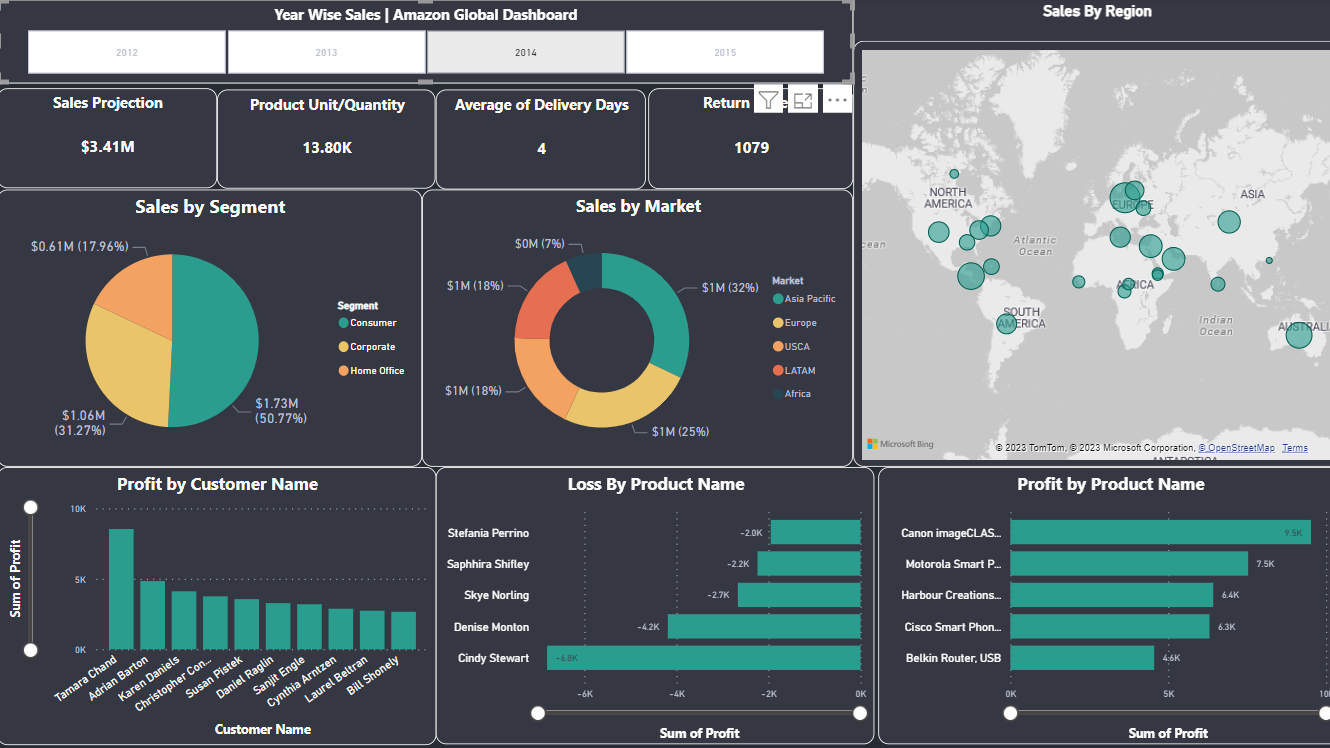 Year Wise Sales | Amazon Global Dashboard
2012
2013
2014
2015
Sales Projection
$3.41M
Product Unit/Quantity
13.80K
Average of Delivery Days
4
Return
1079
Sales by Segment
$0.61M (17.96%)
$1.06M
(31.27%)
$1.73M
(50.77%)
Segment
Consumer
Corporate
Home Office
Sales by Market
$0M (7%)
$1M (18%)
$1M (18%)
$1M (32%)
$1M (25%)
Market
Asia Pacific
Europe
USCA
LATAM
Africa
Sales By Region
NORTH
AMERICA
EUROPE
ASIA
Atlantic
Ocean
cean
AFRICA
SOUTH
AMERICA
Indian
Ocean
AUSTRALI
Microsoft Bing
© 2023 TomTom, © 2023 Microsoft Corporation, © OpenStreetMap Terms
ANTARCTICA
Profit by Customer Name
Sum of Profit
10K
5K
0K
Tamara Chand
Adrian Barton
Karen Daniels
Christopher Con...
Susan Pistek
Daniel Raglin
Sanjit Engle
Cynthia Arntzen
Laurel Beltran
Bill Shonely
Customer Name
Loss By Product Name
Stefania Perrino
-2.0K
Saphhira Shifley
-2.2K
Skye Norling
-2.7K
Denise Monton
-4.2K
Cindy Stewart
-6.8K
-6K
-4K
-2K
0K
Sum of Profit
Profit by Product Name
Canon imageCLAS...
9.5K
Motorola Smart P...
7.5K
Harbour Creations...
6.4K
Cisco Smart Phon...
6.3K
Belkin Router, USB
4.6K
0K
5K
10
Sum of Profit